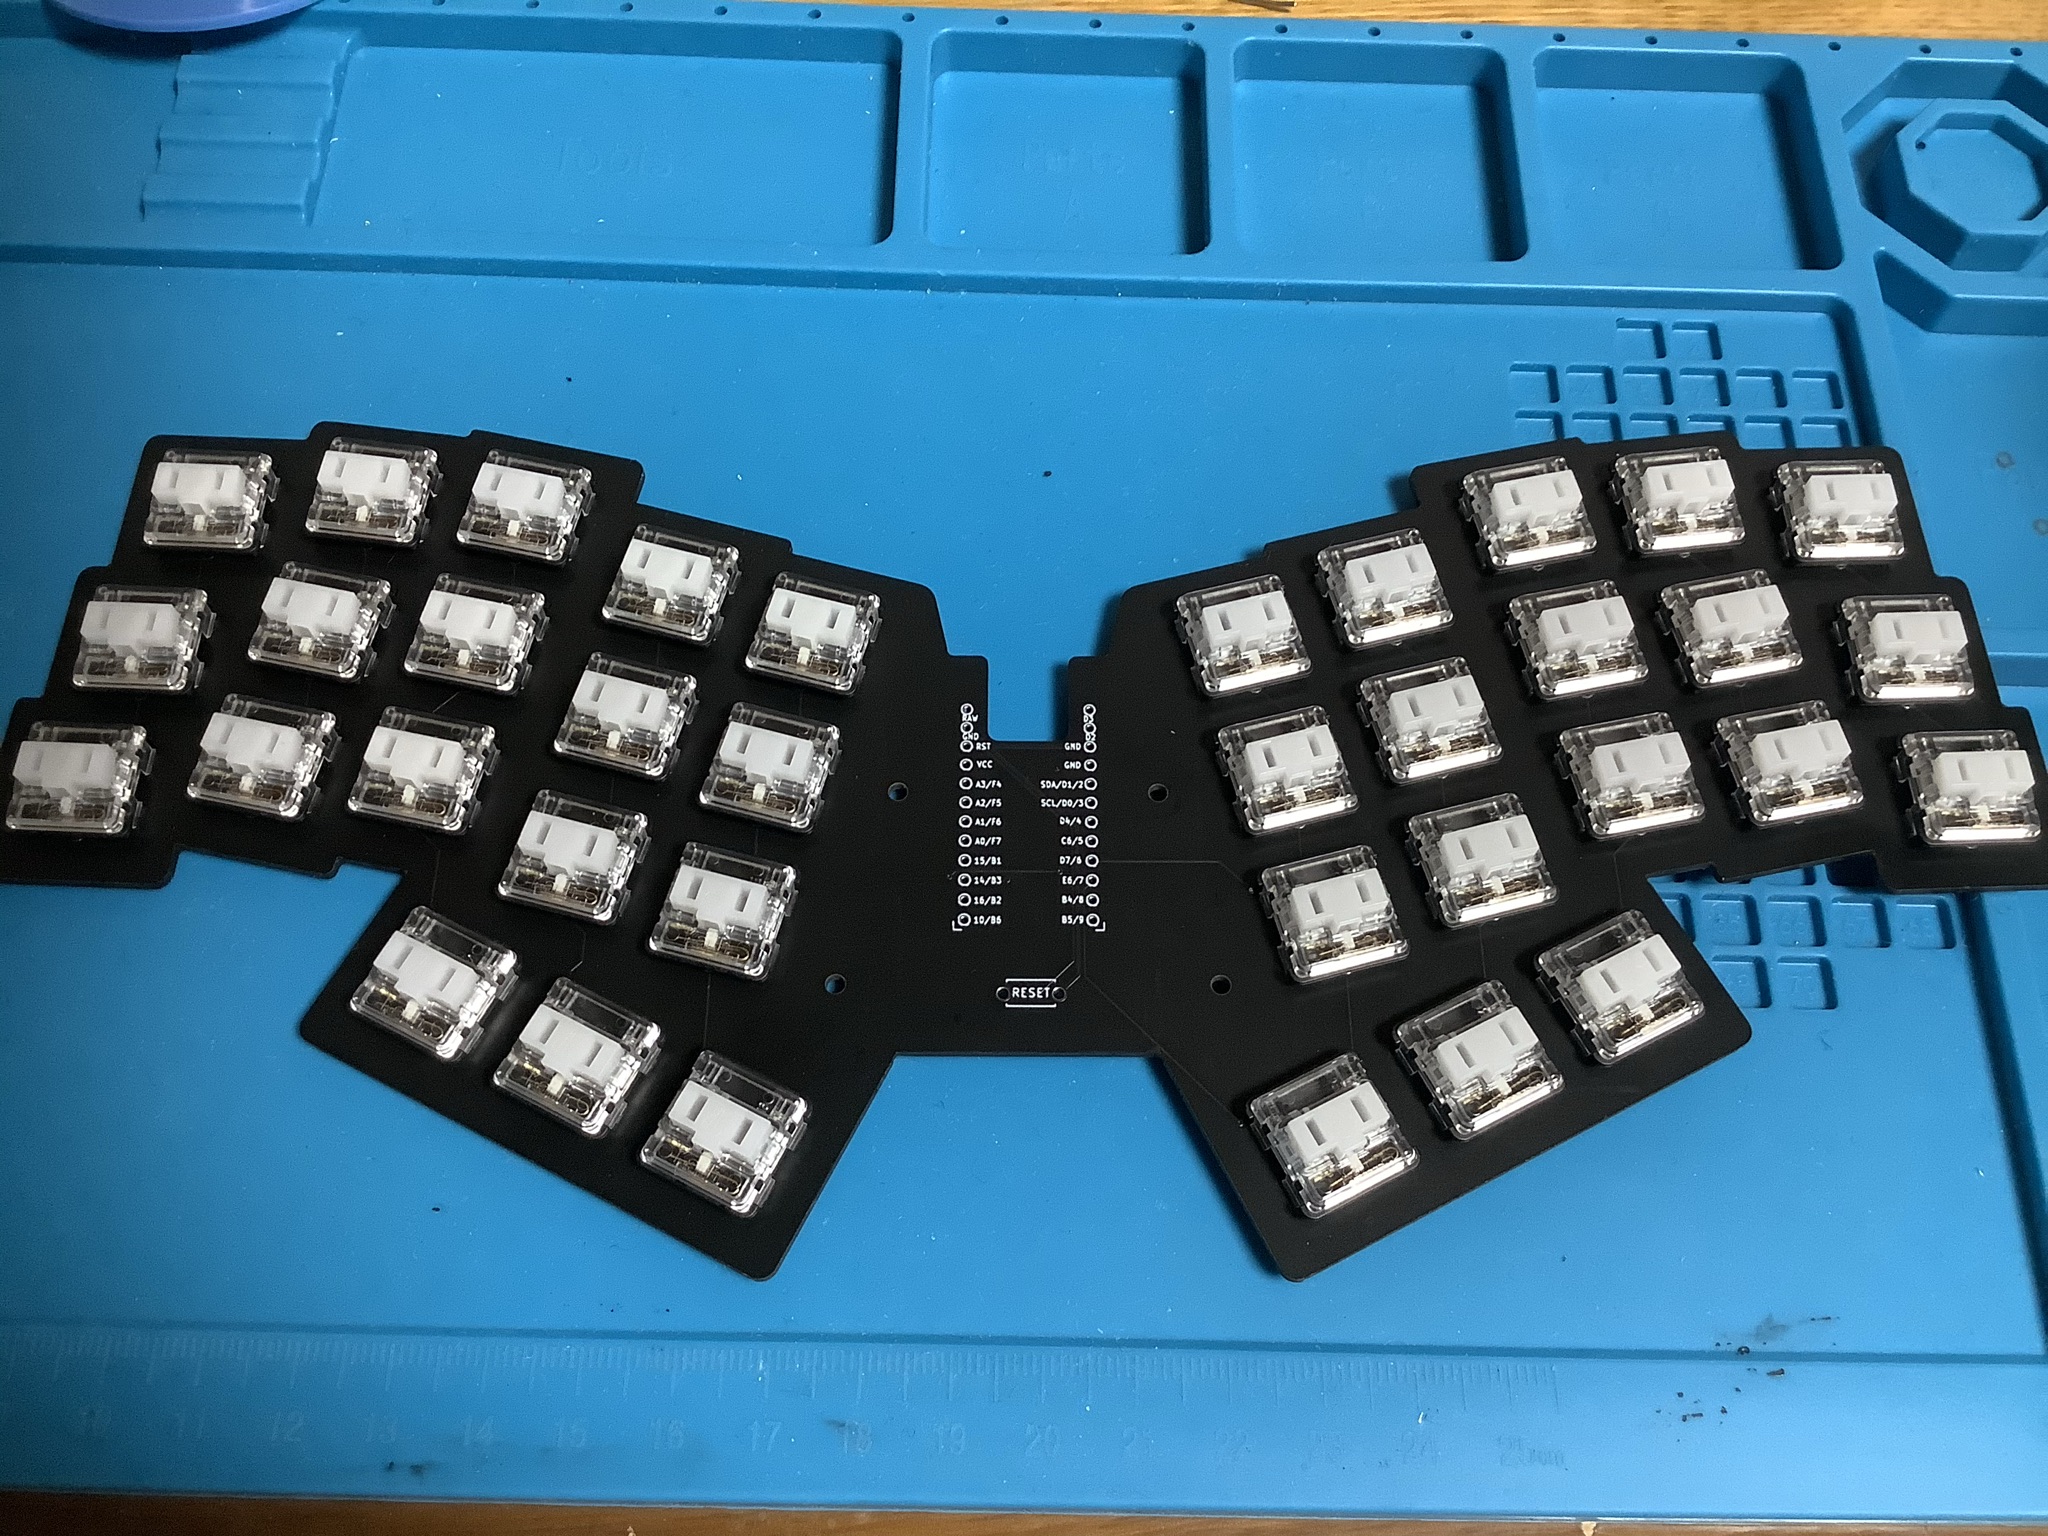 Tools
RAW
GND
RST GND
VCC GND
A3/F4 SDA/D1/2
A2/F5 SCL/D0/3
A1/F6 D4/4
A0/F7 C6/5
15/B1 D7/6
14/B3 E6/7
16/B2 B4/8
10/B6 B5/9
RESET
10 11 12 13 14 15 16 17 18 19 20 21 22 23 24